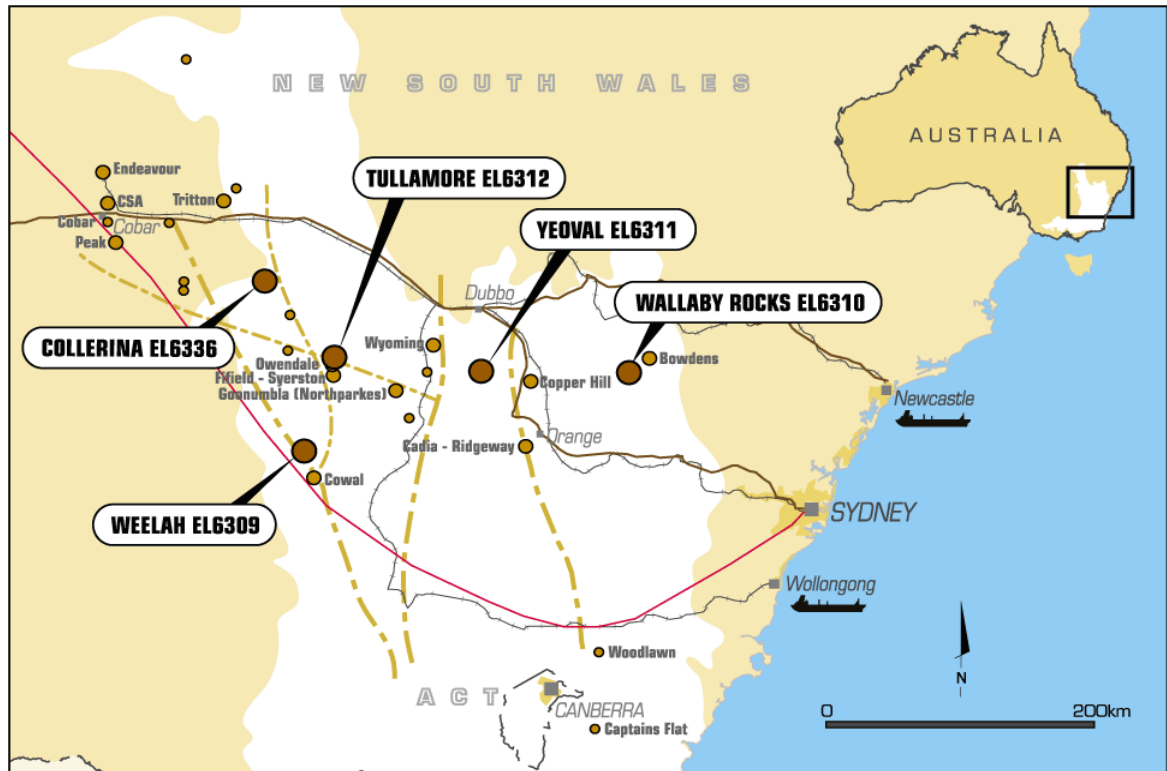 NEW SOUTH WALES
AUSTRALIA
Endeavour
CSA
Tritton
Cobar
Cobar
Peak
TULLAMORE EL6312
YEOVAL EL6311
WALLABY ROCKS EL6310
COLLERINA EL6336
Dubbo
Wyoming
Bowdens
Owendale
Fifield - Syerston
Goonumbla (Northparkes)
Copper Hill
Newcastle
Orange
Cadia - Ridgeway
Cowal
WEELAH EL6309
SYDNEY
Wollongong
Woodlawn
ACT
CANBERRA
Captains Flat
N
0
200km